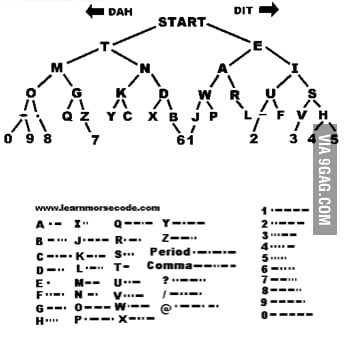 DAH START DIT
T E
M N A I
O G K D W R U S
- - Q Z Y C X B J P L - F V H
0 9 8 7 6 1 2 3 4 5
www.learnmorsecode.com
A ·- I ·· Q --·- Y -·--
B -··· J ·--- R ·-· Z --··
C -·-· K -·- S ··· Period ·-·-·-
D -·· L ·-·· T - Comma --··--
E · M -- U ··- ? ··--··
F ··-· N -· V ···- / -··-·
G --· O --- W ·-- @ ·--·-·
H ···· P ·--· X -··-
1 ·----
2 ··---
3 ···--
4 ····-
5 ·····
6 -····
7 --···
8 ---··
9 ----·
0 -----
VIA 9GAG.COM